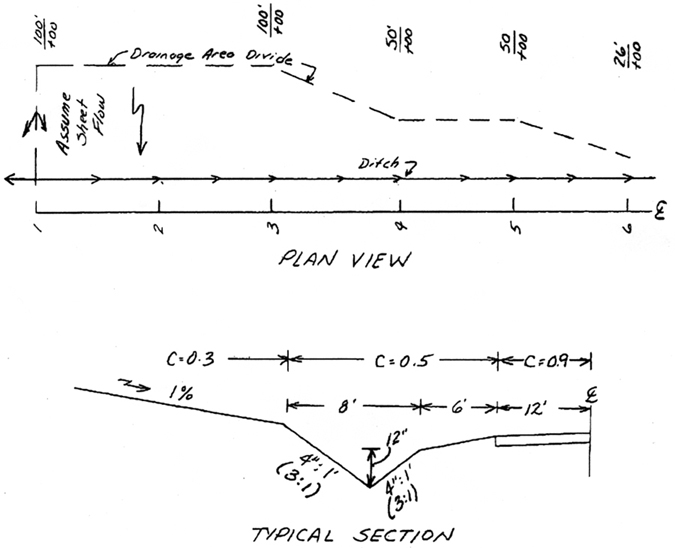 100'
+00
100'
+00
50'
+00
50
+00
26'
+00
Drainage Area Divide
Assume
Sheet
Flow
Ditch
1
2
3
4
5
6
℄
PLAN VIEW
C=0.3
C=0.5
C=0.9
1%
8'
6'
12'
℄
12"
4":1'
(3:1)
4":1'
(3:1)
TYPICAL SECTION